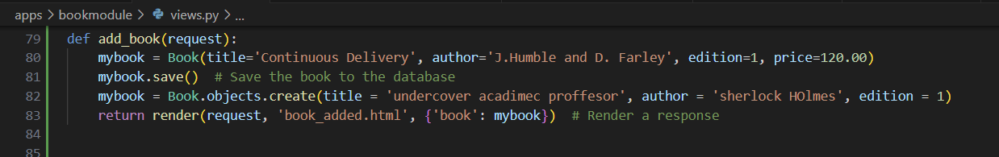 apps > bookmodule > views.py > ...
79 def add_book(request):
80     mybook = Book(title='Continuous Delivery', author='J.Humble and D. Farley', edition=1, price=120.00)
81     mybook.save()  # Save the book to the database
82     mybook = Book.objects.create(title = 'undercover acadimec proffesor', author = 'sherlock HOlmes', edition = 1)
83     return render(request, 'book_added.html', {'book': mybook})  # Render a response
84
85